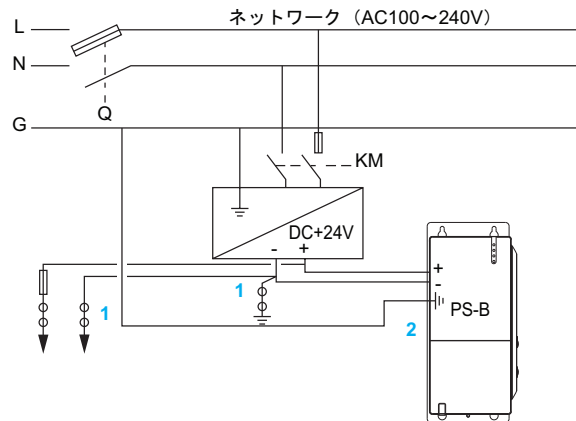 ネットワーク（AC100～240V）
L
N
Q
G
KM
DC+24V
- +
1
1
+
-
2
PS-B